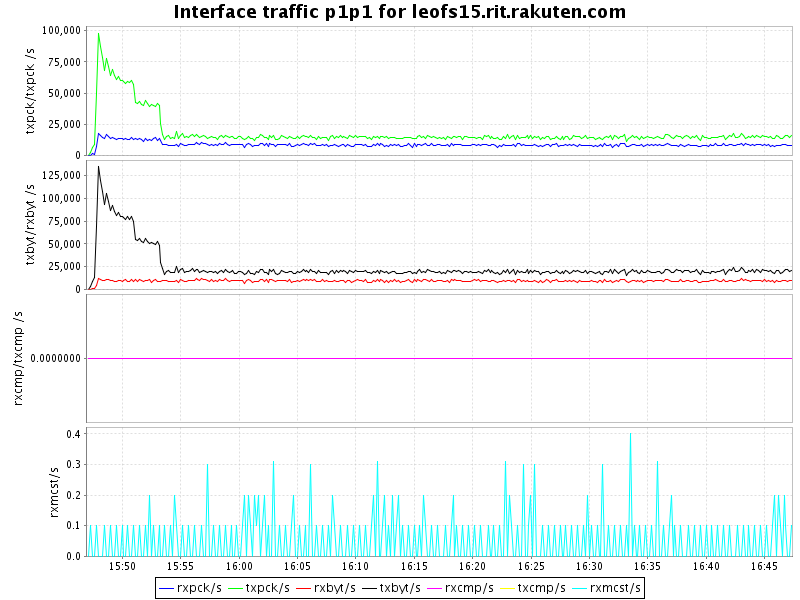 Interface traffic p1p1 for leofs15.rit.rakuten.com
txpck/txpck /s
100,000
75,000
50,000
25,000
0
txbyt/rxbyt /s
125,000
100,000
75,000
50,000
25,000
0
rxcmp/txcmp /s
0.0000000
rxmcst/s
0.4
0.3
0.2
0.1
0.0
15:50 15:55 16:00 16:05 16:10 16:15 16:20 16:25 16:30 16:35 16:40 16:45
rxpck/s txpck/s rxbyt/s txbyt/s rxcmp/s txcmp/s rxmcst/s